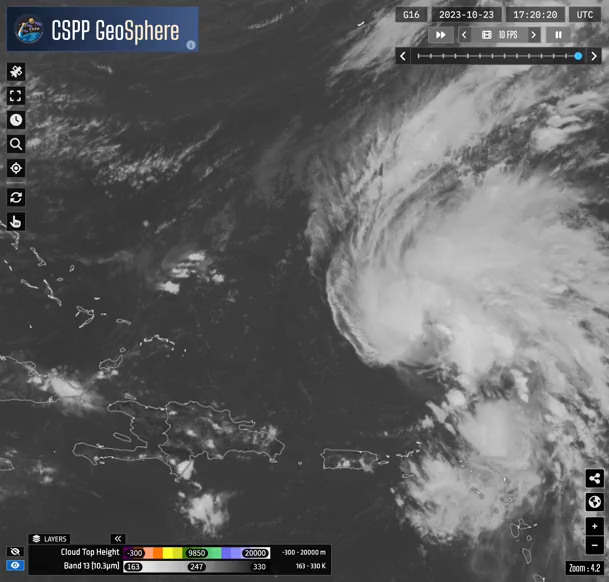 CSPP GeoSphere
G16 2023-10-23 17:20:20 UTC
10 FPS
LAYERS
Cloud Top Height -300 9850 20000 -300 - 20000 m
Band 13 (10.3µm) 163 247 330 163 - 330 K
Zoom : 4.2